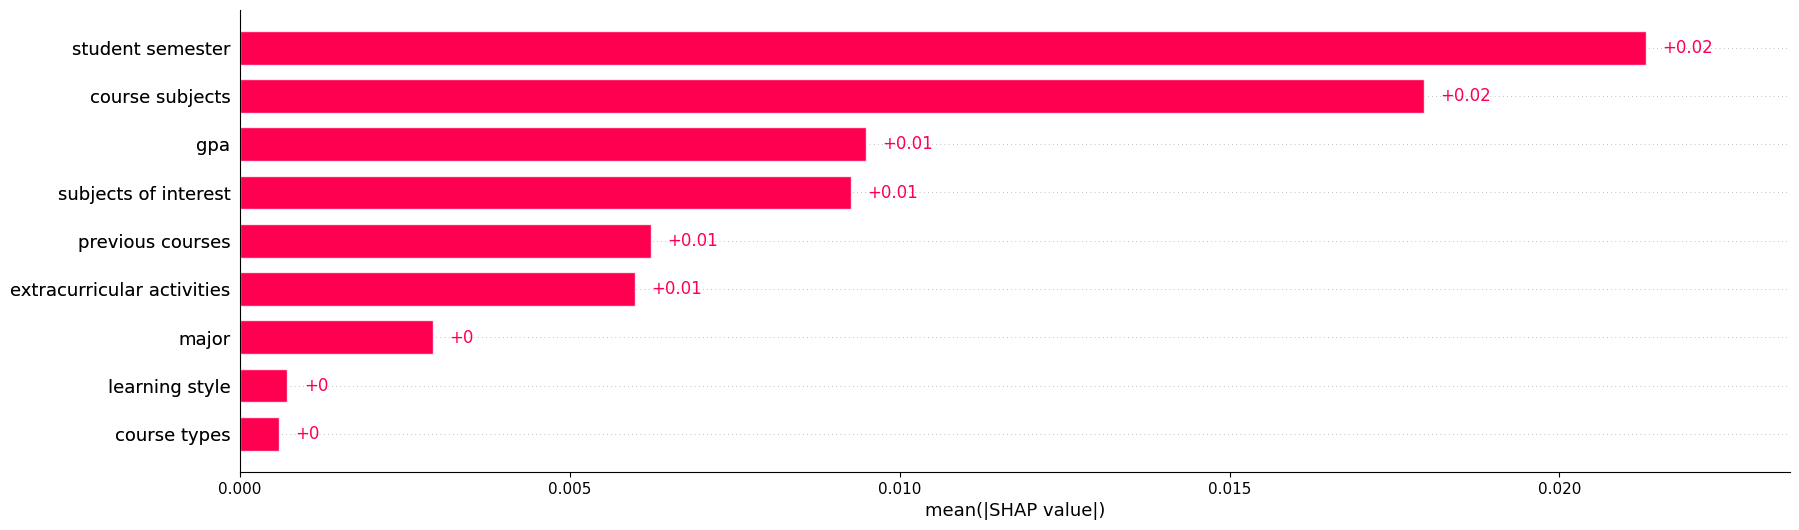 student semester +0.02
course subjects +0.02
gpa +0.01
subjects of interest +0.01
previous courses +0.01
extracurricular activities +0.01
major +0
learning style +0
course types +0
0.000 0.005 0.010 0.015 0.020
mean(|SHAP value|)